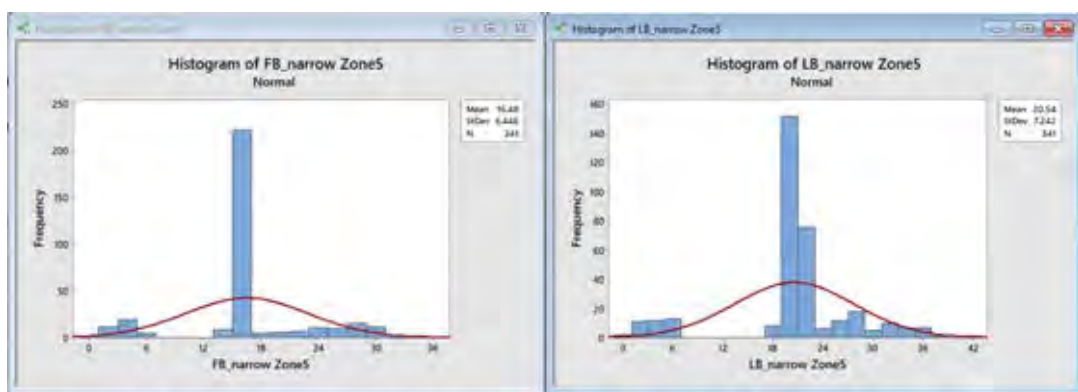 Histogram of LB_narrow Zone5
Histogram of FB_narrow Zone5
Normal
250
200
150
100
50
0
Frequency
0 6 12 18 24 30 36
FB_narrow Zone5
Mean 16.48
StDev 6.446
N 341
Histogram of LB_narrow Zone5
Normal
160
140
120
100
80
60
40
20
0
Frequency
0 6 12 18 24 30 36 42
LB_narrow Zone5
Mean 20.54
StDev 7.242
N 341